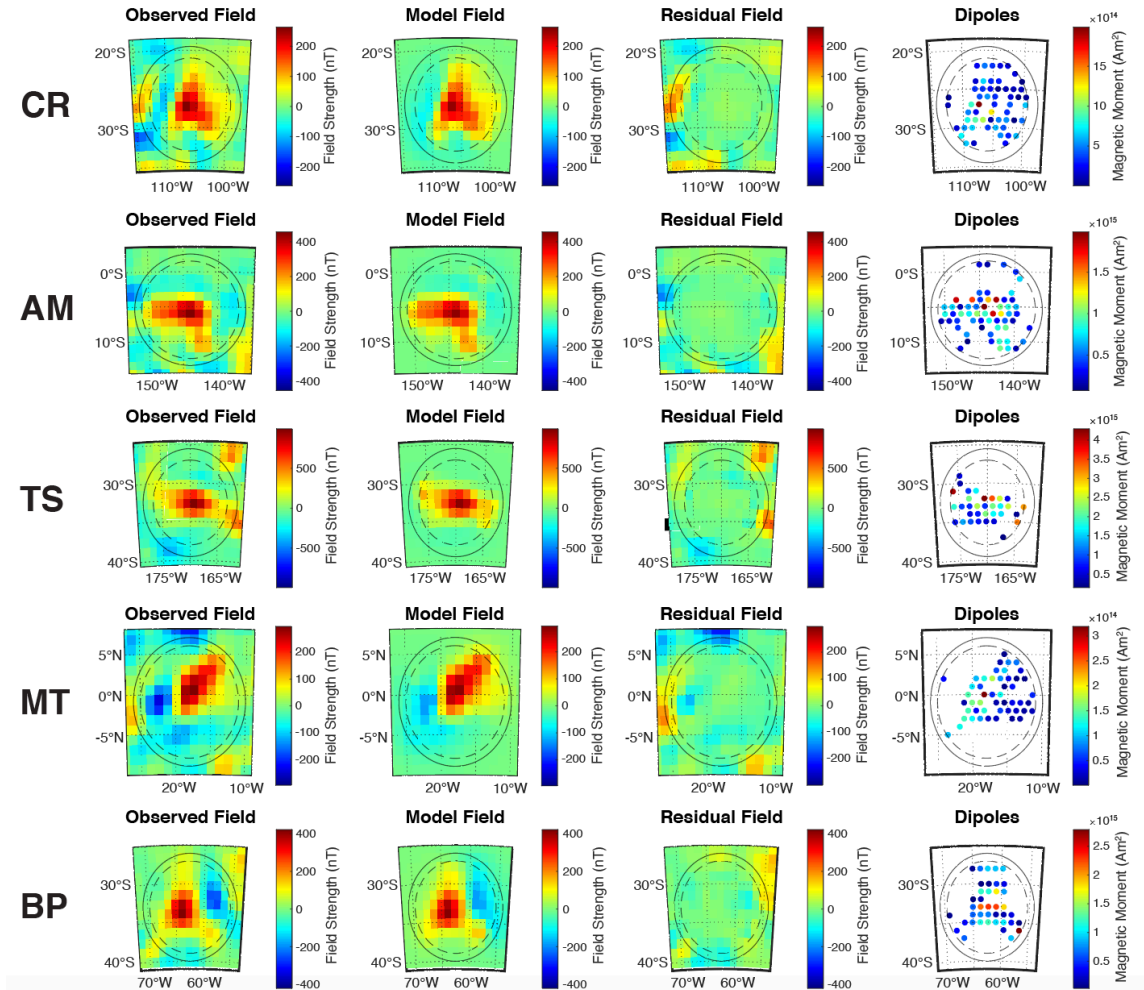 Observed Field Model Field Residual Field Dipoles
CR
20°S 30°S 110°W 100°W 200 100 0 -100 -200 Field Strength (nT)
110°W 100°W 200 100 0 -100 -200 Field Strength (nT)
20°S 30°S 110°W 100°W 200 100 0 -100 -200 Field Strength (nT)
20°S 30°S 110°W 100°W ×10¹⁴ 15 10 5 Magnetic Moment (Am²)
Observed Field Model Field Residual Field Dipoles
AM
0°S 10°S 150°W 140°W 400 200 0 -200 -400 Field Strength (nT)
0°S 10°S 150°W 140°W 400 200 0 -200 -400 Field Strength (nT)
0°S 10°S 150°W 140°W 400 200 0 -200 -400 Field Strength (nT)
0°S 10°S 150°W 140°W ×10¹⁵ 1.5 1 0.5 Magnetic Moment (Am²)
Observed Field Model Field Residual Field Dipoles
TS
30°S 40°S 175°W 165°W 500 0 -500 Field Strength (nT)
30°S 40°S 175°W 165°W 500 0 -500 Field Strength (nT)
30°S 40°S 175°W 165°W 500 0 -500 Field Strength (nT)
30°S 40°S 175°W 165°W ×10¹⁵ 4 3.5 3 2.5 2 1.5 1 0.5 Magnetic Moment (Am²)
Observed Field Model Field Residual Field Dipoles
MT
5°N 0°N -5°N 20°W 10°W 200 100 0 -100 -200 -300 Field Strength (nT)
5°N 0°N -5°N 20°W 10°W 200 100 0 -100 -200 -300 Field Strength (nT)
5°N 0°N -5°N 20°W 10°W 200 100 0 -100 -200 -300 Field Strength (nT)
5°N 0°N -5°N 20°W 10°W ×10¹⁴ 3 2.5 2 1.5 1 0.5 Magnetic Moment (Am²)
Observed Field Model Field Residual Field Dipoles
BP
30°S 40°S 70°W 60°W 400 200 0 -200 -400 Field Strength (nT)
30°S 40°S 70°W 60°W 400 200 0 -200 -400 Field Strength (nT)
30°S 40°S 70°W 60°W 400 200 0 -200 -400 Field Strength (nT)
30°S 40°S 70°W 60°W ×10¹⁵ 2.5 2 1.5 1 0.5 Magnetic Moment (Am²)